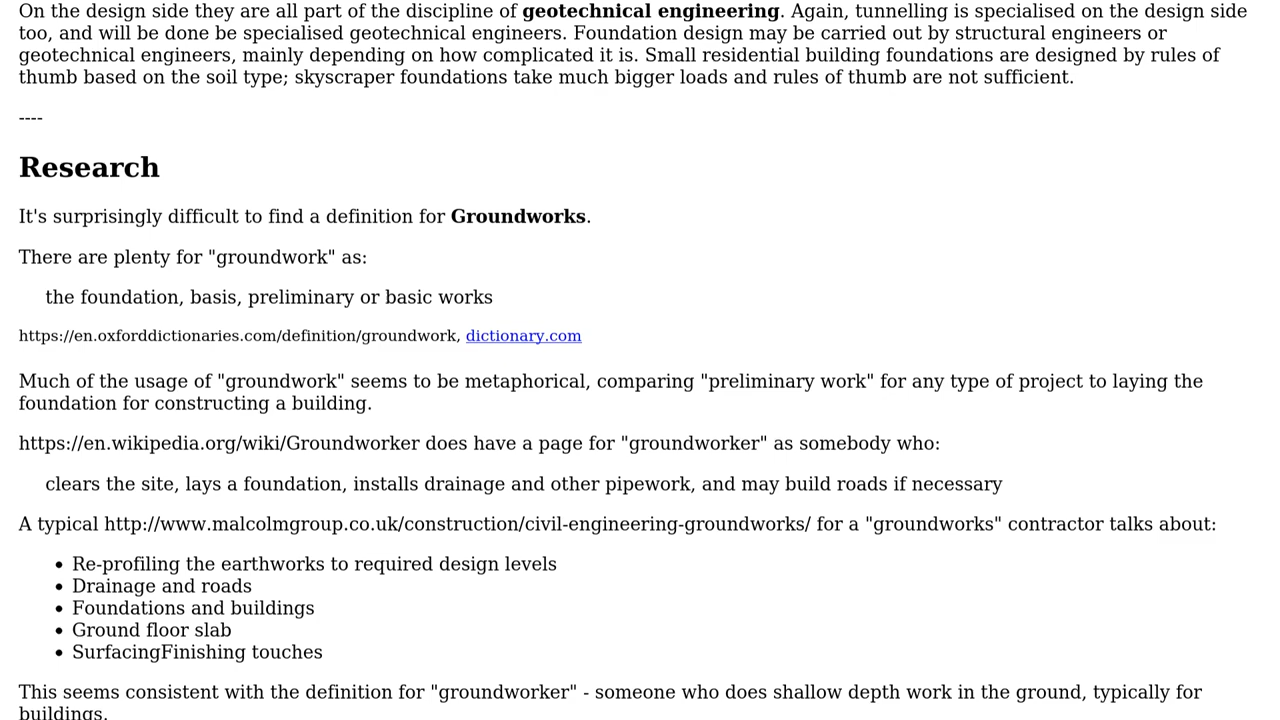 On the design side they are all part of the discipline of geotechnical engineering. Again, tunnelling is specialised on the design side
too, and will be done be specialised geotechnical engineers. Foundation design may be carried out by structural engineers or
geotechnical engineers, mainly depending on how complicated it is. Small residential building foundations are designed by rules of
thumb based on the soil type; skyscraper foundations take much bigger loads and rules of thumb are not sufficient.
----
Research
It's surprisingly difficult to find a definition for Groundworks.
There are plenty for "groundwork" as:
the foundation, basis, preliminary or basic works
https://en.oxforddictionaries.com/definition/groundwork, dictionary.com
Much of the usage of "groundwork" seems to be metaphorical, comparing "preliminary work" for any type of project to laying the
foundation for constructing a building.
https://en.wikipedia.org/wiki/Groundworker does have a page for "groundworker" as somebody who:
clears the site, lays a foundation, installs drainage and other pipework, and may build roads if necessary
A typical http://www.malcolmgroup.co.uk/construction/civil-engineering-groundworks/ for a "groundworks" contractor talks about:
• Re-profiling the earthworks to required design levels
• Drainage and roads
• Foundations and buildings
• Ground floor slab
• SurfacingFinishing touches
This seems consistent with the definition for "groundworker" - someone who does shallow depth work in the ground, typically for
buildings.